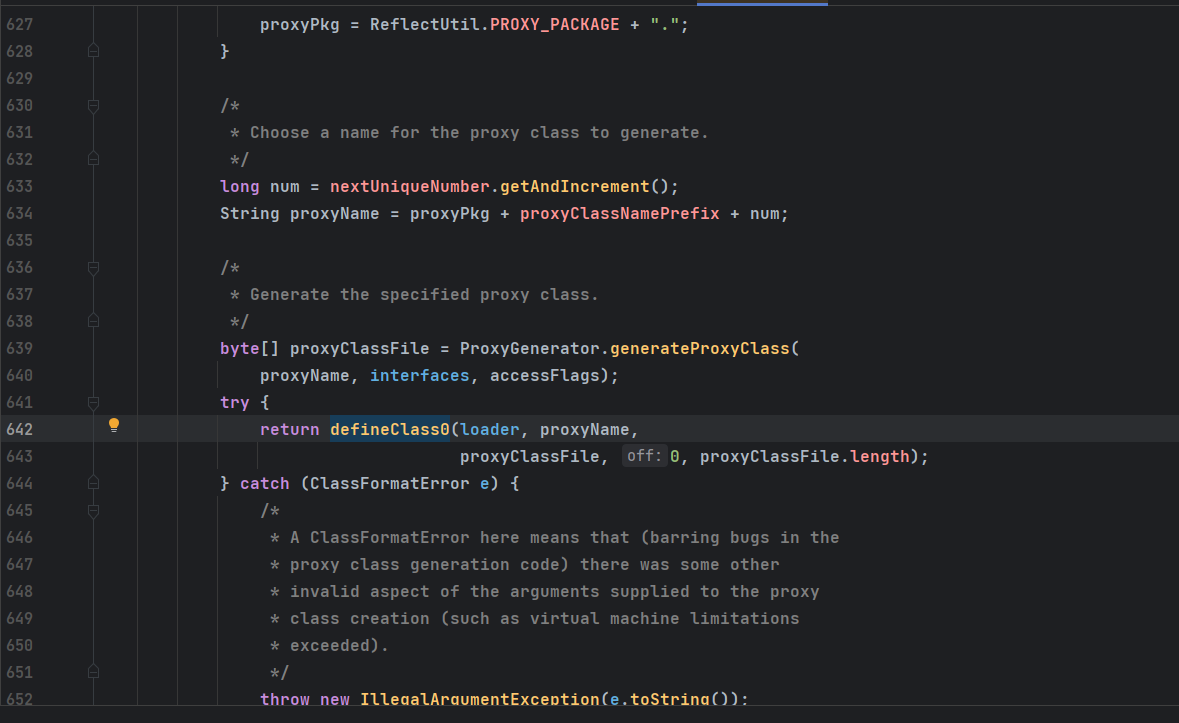 627 proxyPkg = ReflectUtil.PROXY_PACKAGE + ".";
628 }
629
630 /*
631 * Choose a name for the proxy class to generate.
632 */
633 long num = nextUniqueNumber.getAndIncrement();
634 String proxyName = proxyPkg + proxyClassNamePrefix + num;
635
636 /*
637 * Generate the specified proxy class.
638 */
639 byte[] proxyClassFile = ProxyGenerator.generateProxyClass(
640 proxyName, interfaces, accessFlags);
641 try {
642 return defineClass0(loader, proxyName,
643 proxyClassFile, off: 0, proxyClassFile.length);
644 } catch (ClassFormatError e) {
645 /*
646 * A ClassFormatError here means that (barring bugs in the
647 * proxy class generation code) there was some other
648 * invalid aspect of the arguments supplied to the proxy
649 * class creation (such as virtual machine limitations
650 * exceeded).
651 */
652 throw new IllegalArgumentException(e.toString());